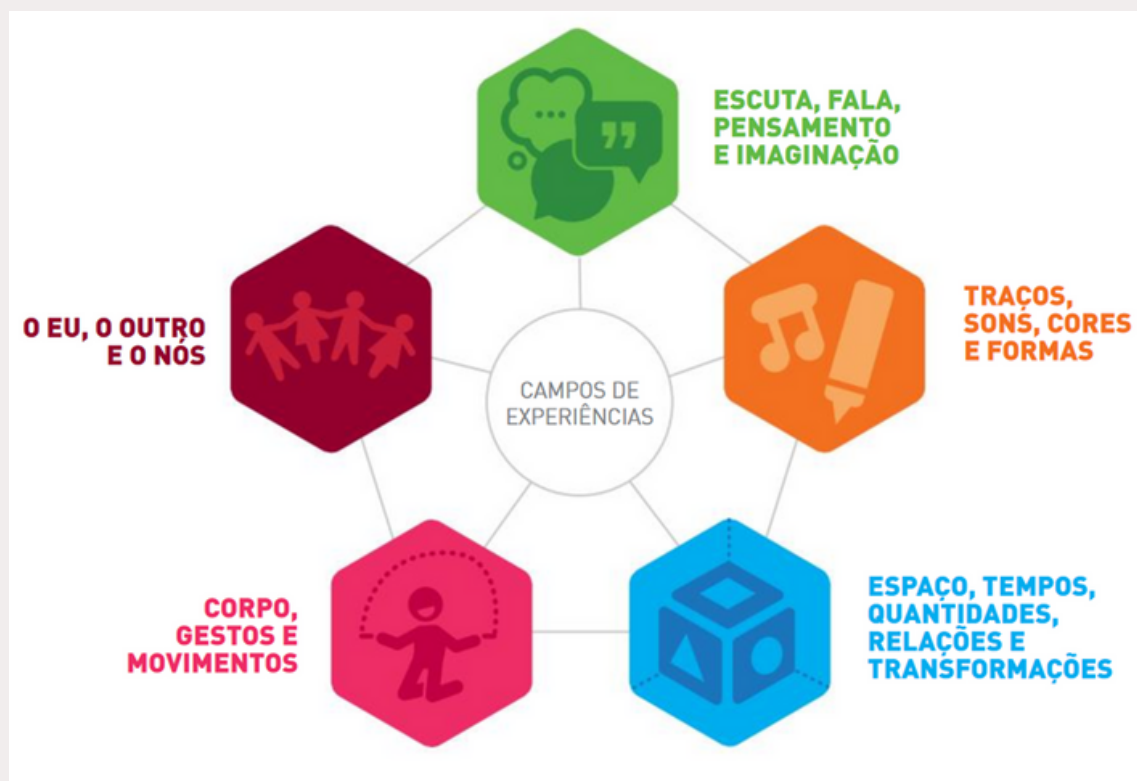 ESCUTA, FALA,
PENSAMENTO
E IMAGINAÇÃO
O EU, O OUTRO
E O NÓS
TRAÇOS,
SONS, CORES
E FORMAS
CAMPOS DE
EXPERIÊNCIAS
CORPO,
GESTOS E
MOVIMENTOS
ESPAÇO, TEMPOS,
QUANTIDADES,
RELAÇÕES E
TRANSFORMAÇÕES